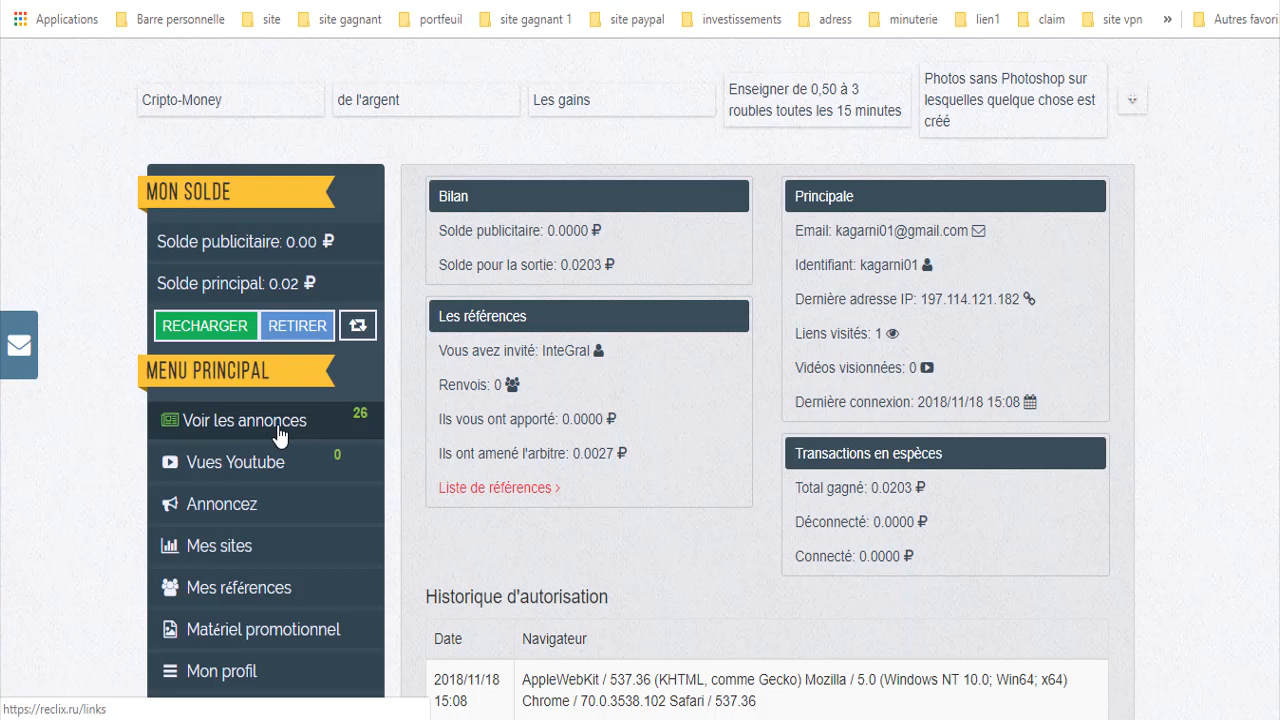 Applications
Barre personnelle
site
site gagnant
portfeuil
site gagnant 1
site paypal
investissements
adress
minuterie
lien1
claim
site vpn
»
Autres favori
Cripto-Money
de l'argent
Les gains
Enseigner de 0,50 à 3
roubles toutes les 15 minutes
Photos sans Photoshop sur
lesquelles quelque chose est
créé
MON SOLDE
Solde publicitaire: 0.00 ₽
Solde principal: 0.02 ₽
RECHARGER
RETIRER
MENU PRINCIPAL
Voir les annonces 26
Vues Youtube 0
Annoncez
Mes sites
Mes références
Matériel promotionnel
Mon profil
Bilan
Solde publicitaire: 0.0000 ₽
Solde pour la sortie: 0.0203 ₽
Les références
Vous avez invité: InteGral
Renvois: 0
Ils vous ont apporté: 0.0000 ₽
Ils ont amené l'arbitre: 0.0027 ₽
Liste de références ›
Principale
Email: kagarni01@gmail.com
Identifiant: kagarni01
Dernière adresse IP: 197.114.121.182
Liens visités: 1
Vidéos visionnées: 0
Dernière connexion: 2018/11/18 15:08
Transactions en espèces
Total gagné: 0.0203 ₽
Déconnecté: 0.0000 ₽
Connecté: 0.0000 ₽
Historique d'autorisation
Date
Navigateur
2018/11/18
15:08
AppleWebKit / 537.36 (KHTML, comme Gecko) Mozilla / 5.0 (Windows NT 10.0; Win64; x64)
Chrome / 70.0.3538.102 Safari / 537.36
https://reclix.ru/links